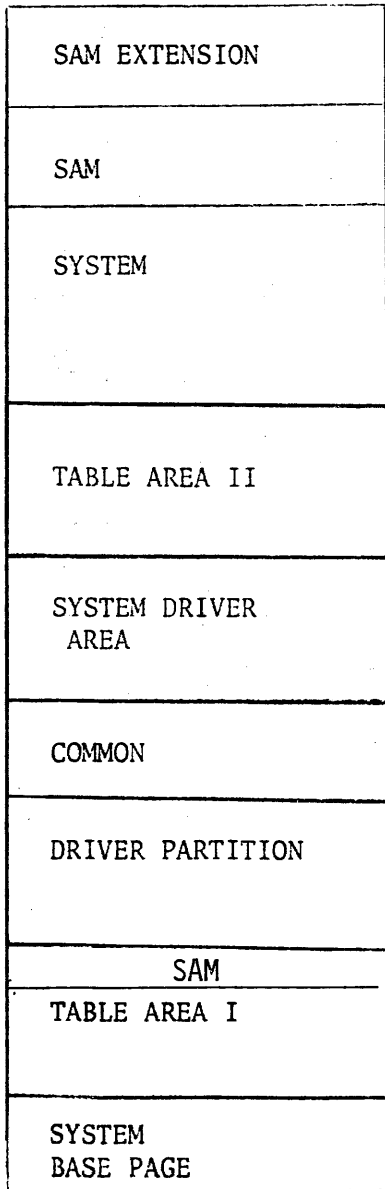 SAM EXTENSION
SAM
SYSTEM
TABLE AREA II
SYSTEM DRIVER
AREA
COMMON
DRIVER PARTITION
SAM
TABLE AREA I
SYSTEM
BASE PAGE